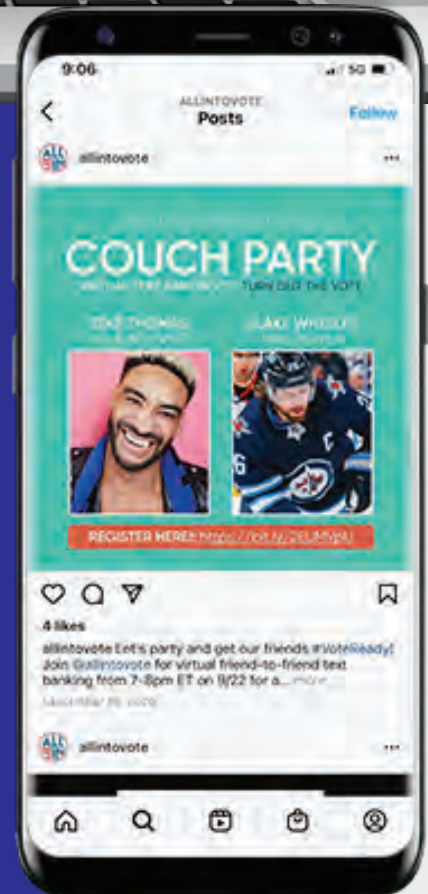 9:06
5G
ALLINTOVOTE
Posts
Follow
allintovote
COUCH PARTY
TURN OUT THE VOTE
THOMAS
REGISTER HERE!
4 likes
allintovote Let's party and get our friends #VoteReady!
Join @allintovote for virtual friend-to-friend text
banking from 7-8pm ET on 9/22 for a... more
allintovote